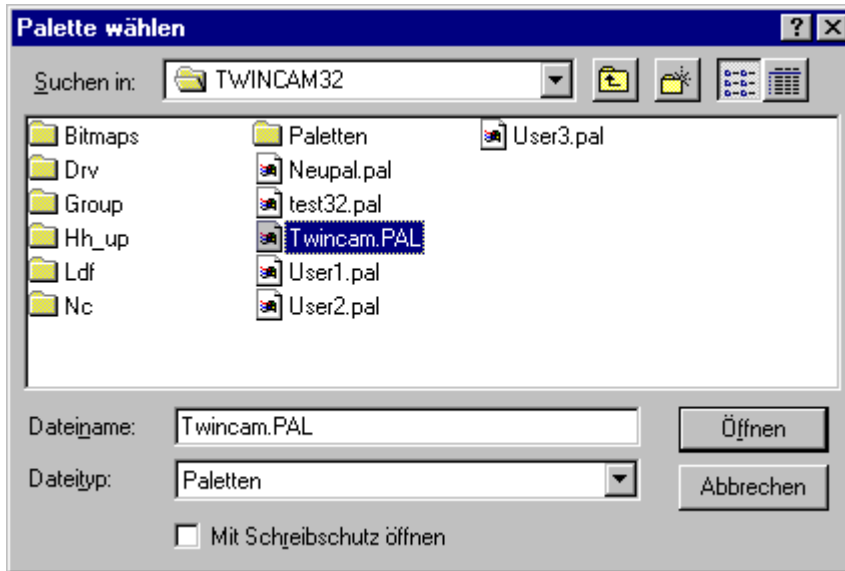 Palette wählen
Suchen in: TWINCAM32
Bitmaps Paletten User3.pal
Drv Neupal.pal
Group test32.pal
Hh_up Twincam.PAL
Ldf User1.pal
Nc User2.pal
Dateiname: Twincam.PAL Öffnen
Dateityp: Paletten Abbrechen
Mit Schreibschutz öffnen